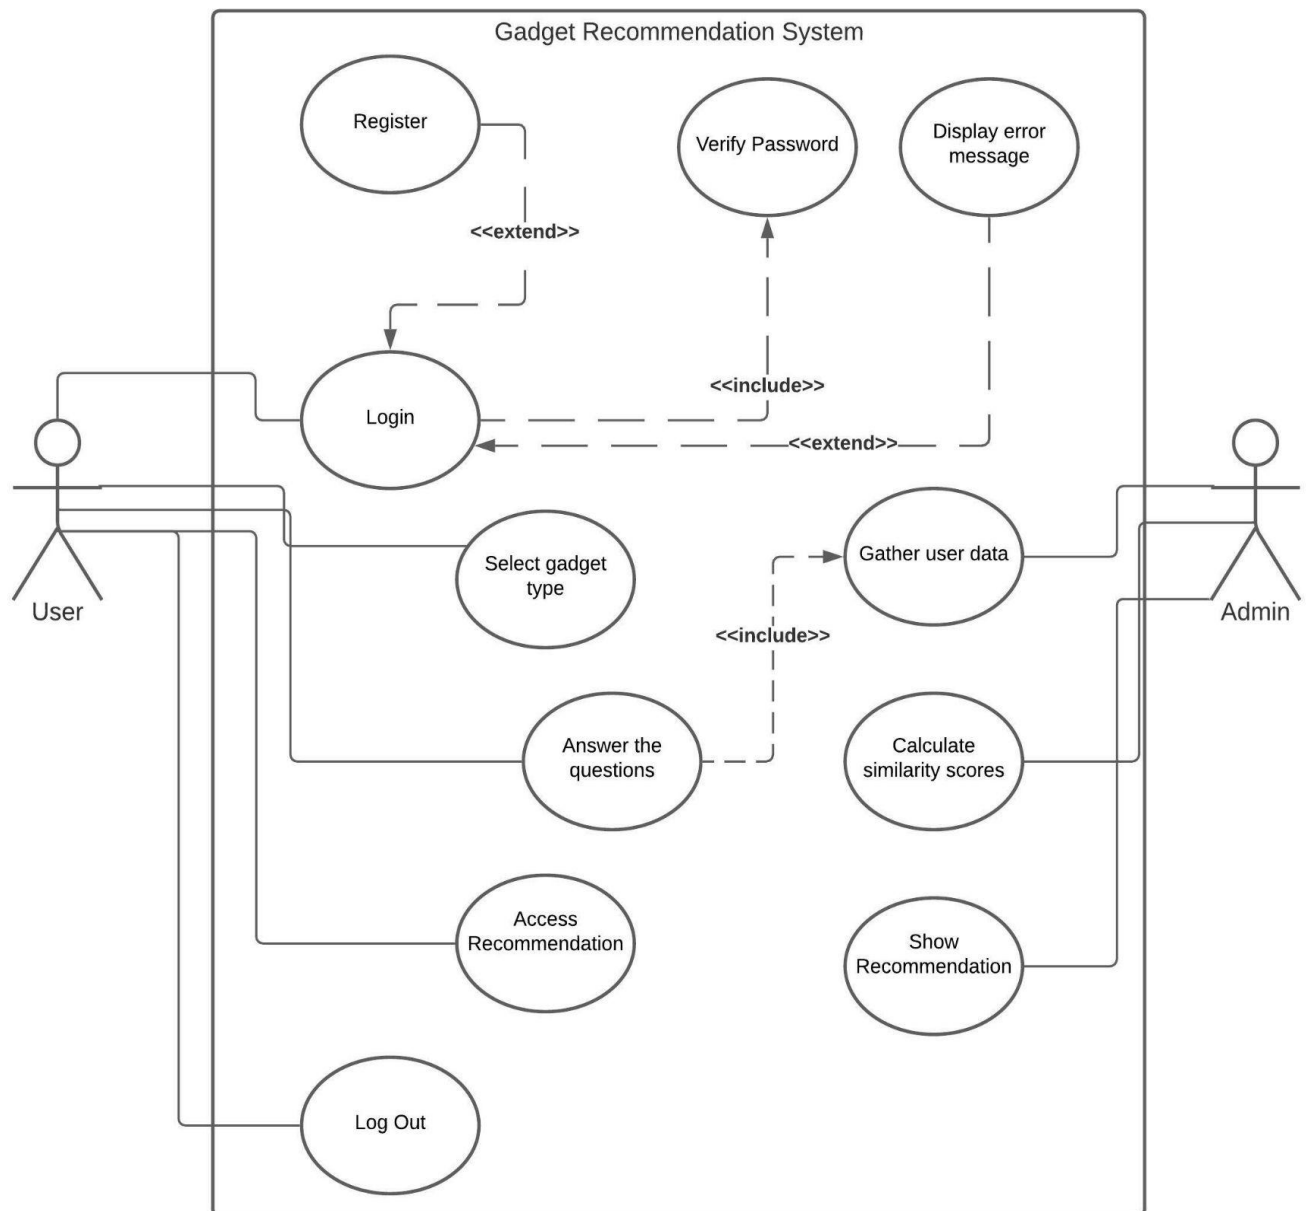 Gadget Recommendation System
Register
Verify Password
Display error
message
<<extend>>
<<include>>
Login
<<extend>>
Select gadget
type
Gather user data
User
Admin
<<include>>
Answer the
questions
Calculate
similarity scores
Access
Recommendation
Show
Recommendation
Log Out